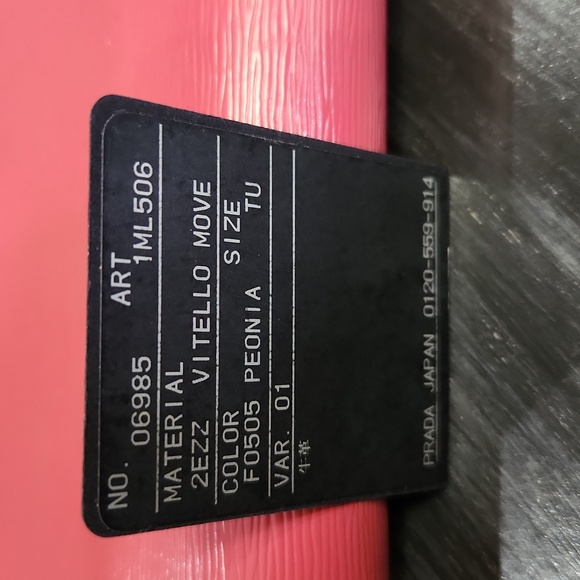 NO. ART
06985 1ML506
MATERIAL
2EZZ VITELLO MOVE
COLOR SIZE
F0505 PEONIA TU
VAR. 01
牛革
PRADA JAPAN 0120-559-914